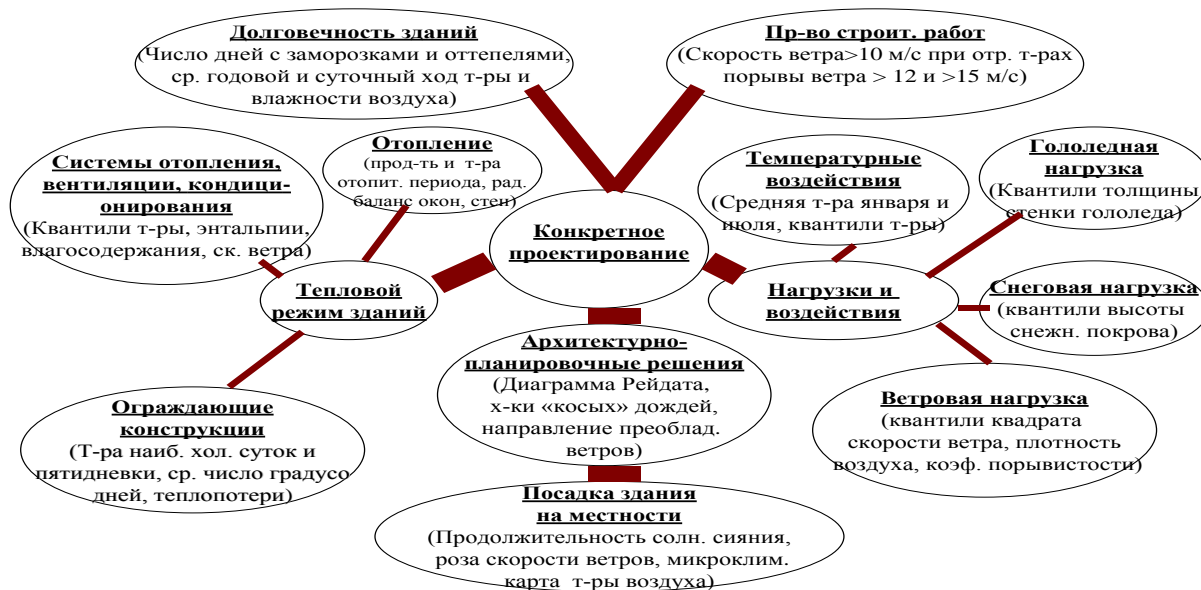 Долговечность зданий
(Число дней с заморозками и оттепелями,
ср. годовой и суточный ход т-ры и
влажности воздуха)
Пр-во строит. работ
(Скорость ветра>10 м/с при отр. т-рах
порывы ветра > 12 и >15 м/с)
Системы отопления,
вентиляции, кондици-
онирования
(Квантили т-ры, энтальпии,
влагосодержания, ск. ветра)
Отопление
(прод-ть и т-ра
отопит. периода, рад.
баланс окон, стен)
Температурные
воздействия
(Средняя т-ра января и
июля, квантили т-ры)
Гололедная
нагрузка
(Квантили толщины
стенки гололеда)
Конкретное
проектирование
Тепловой
режим зданий
Нагрузки и
воздействия
Снеговая нагрузка
(квантили высоты
снежн. покрова)
Архитектурно-
планировочные решения
(Диаграмма Рейдата,
х-ки «косых» дождей,
направление преоблад.
ветров)
Ограждающие
конструкции
(Т-ра наиб. хол. суток и
пятидневки, ср. число градусо
дней, теплопотери)
Ветровая нагрузка
(квантили квадрата
скорости ветра, плотность
воздуха, коэф. порывистости)
Посадка здания
на местности
(Продолжительность солн. сияния,
роза скорости ветров, микроклим.
карта т-ры воздуха)